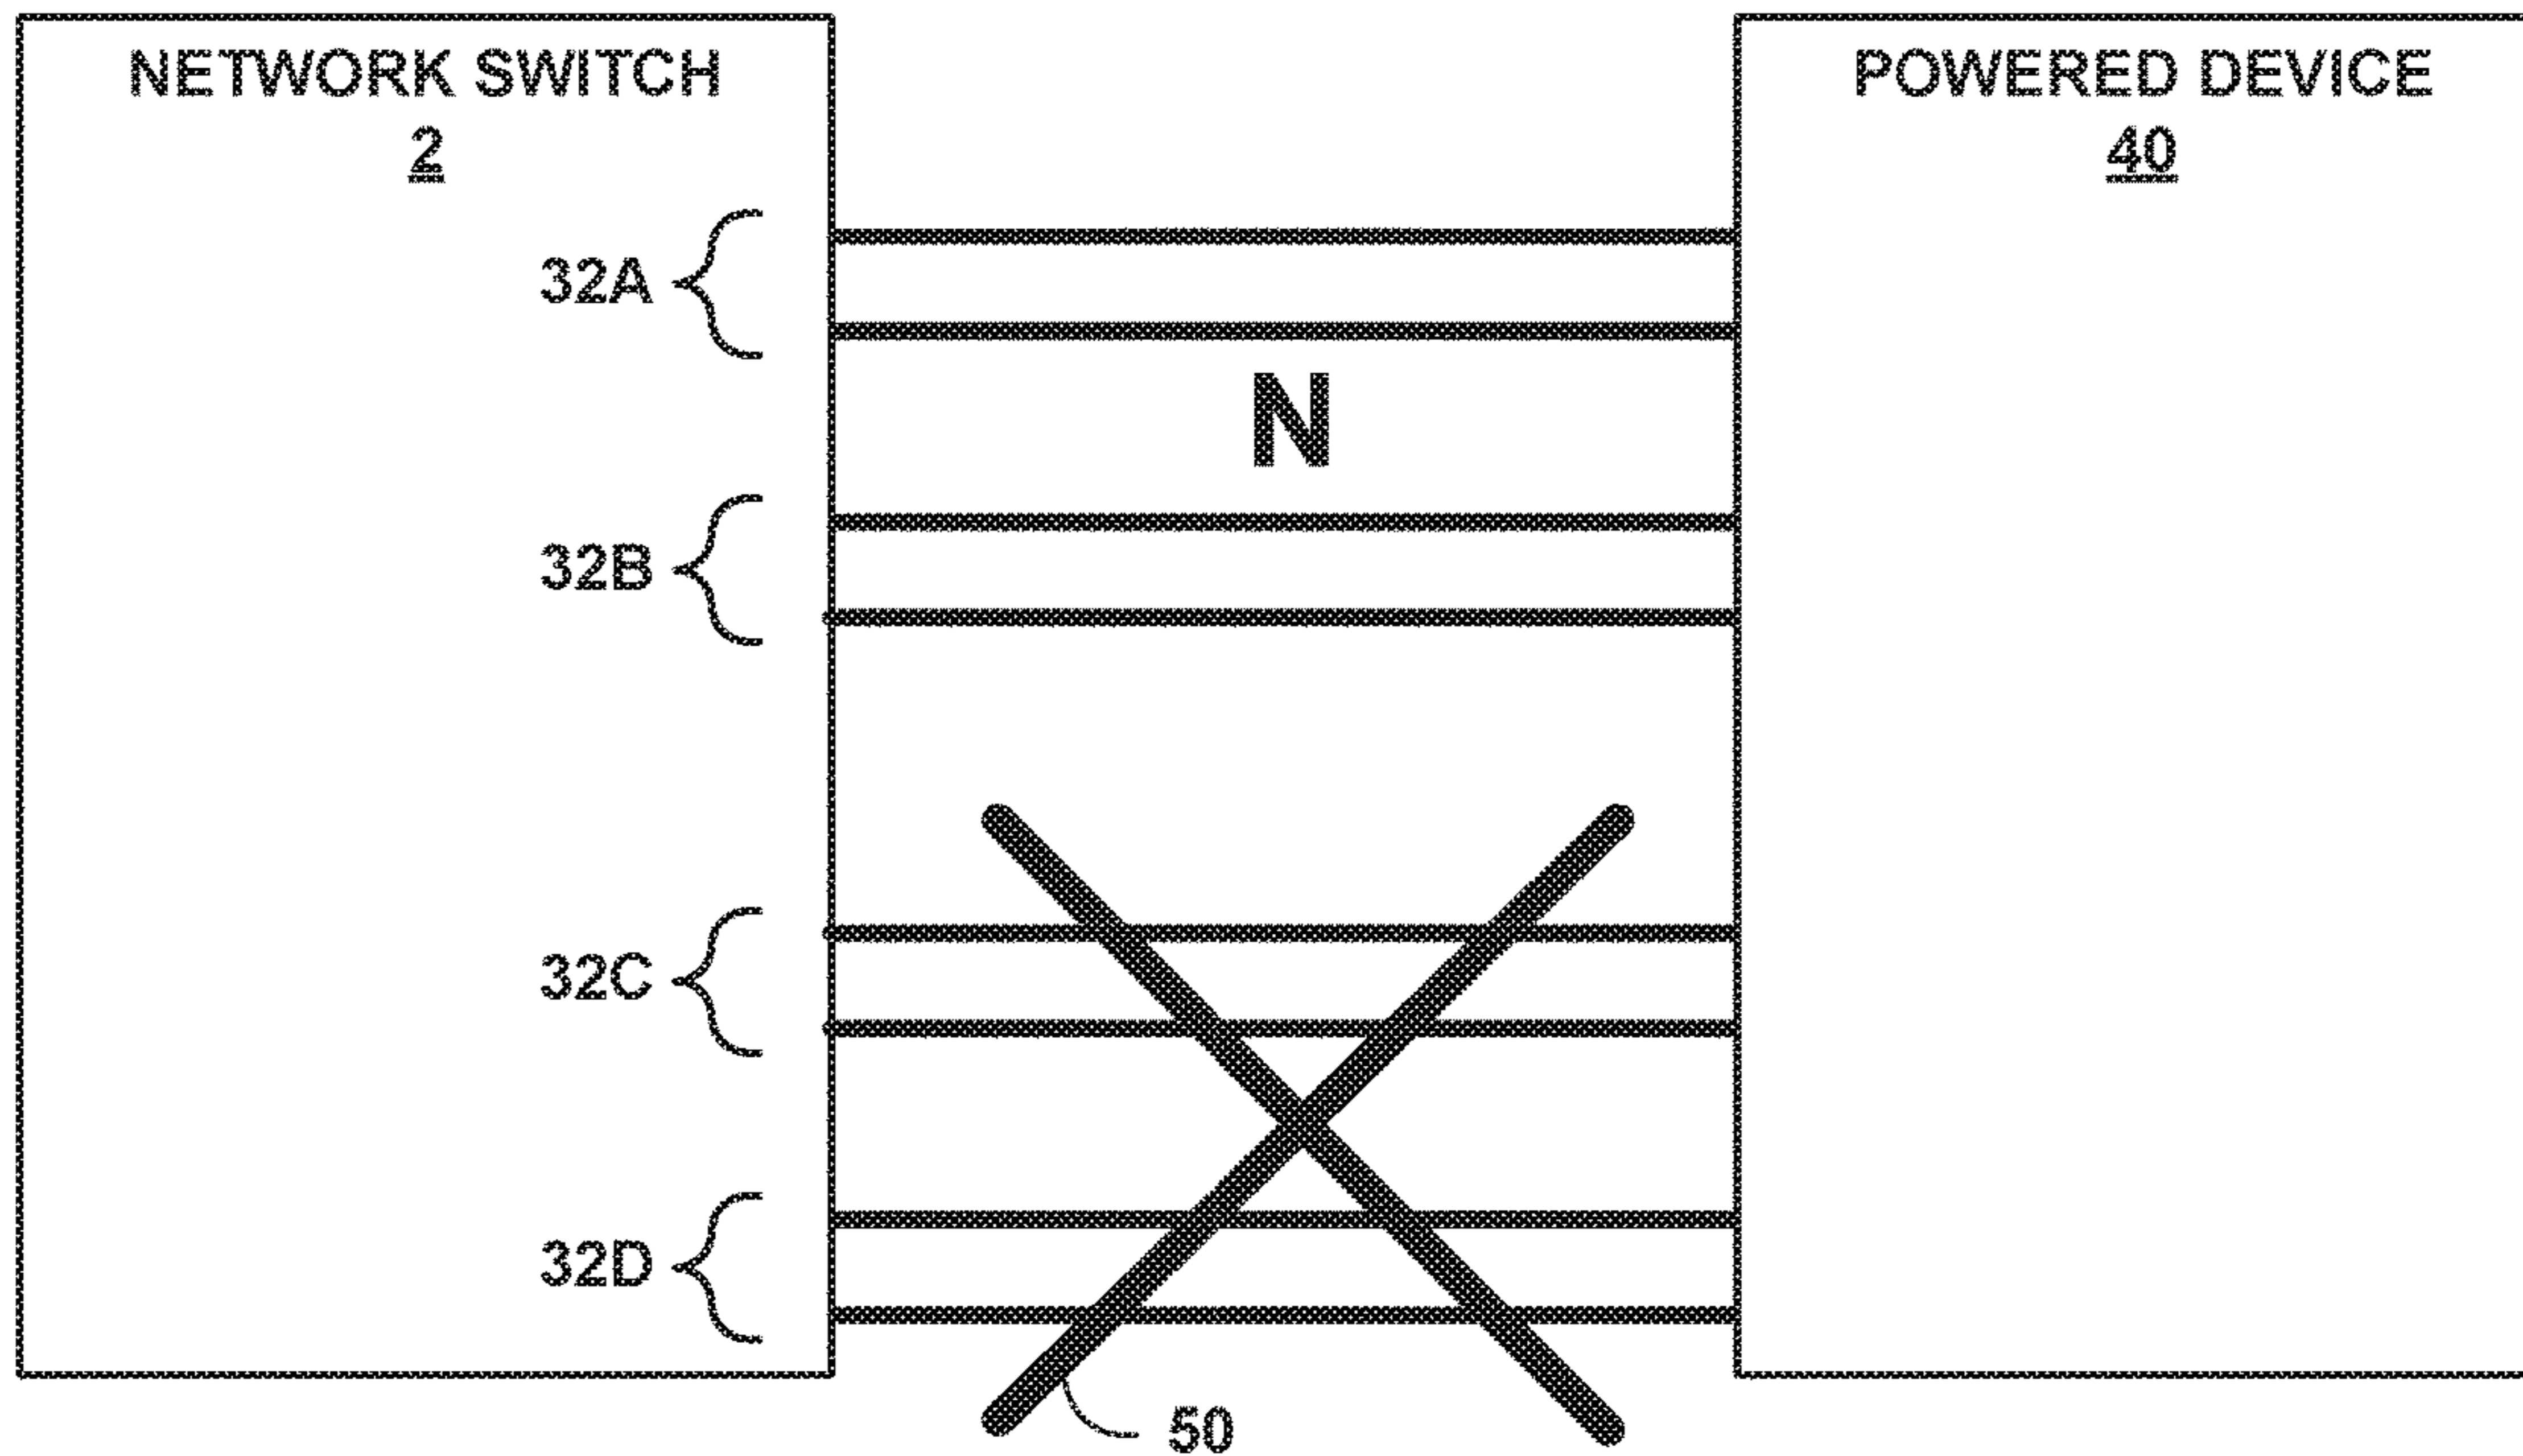 NETWORK SWITCH
2
POWERED DEVICE
40
32A
N
32B
32C
32D
50